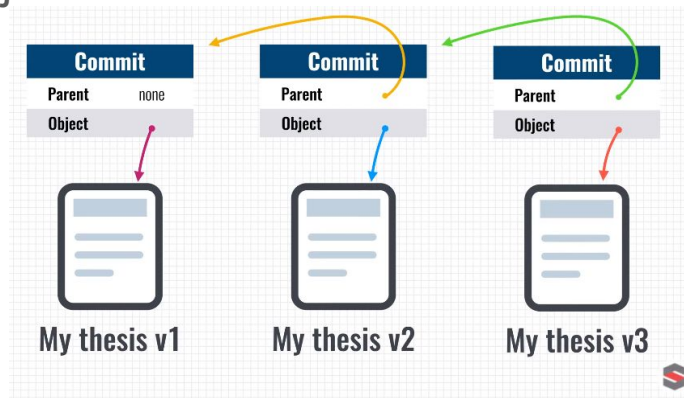 Commit
Parent none
Object
My thesis v1
Commit
Parent
Object
My thesis v2
Commit
Parent
Object
My thesis v3